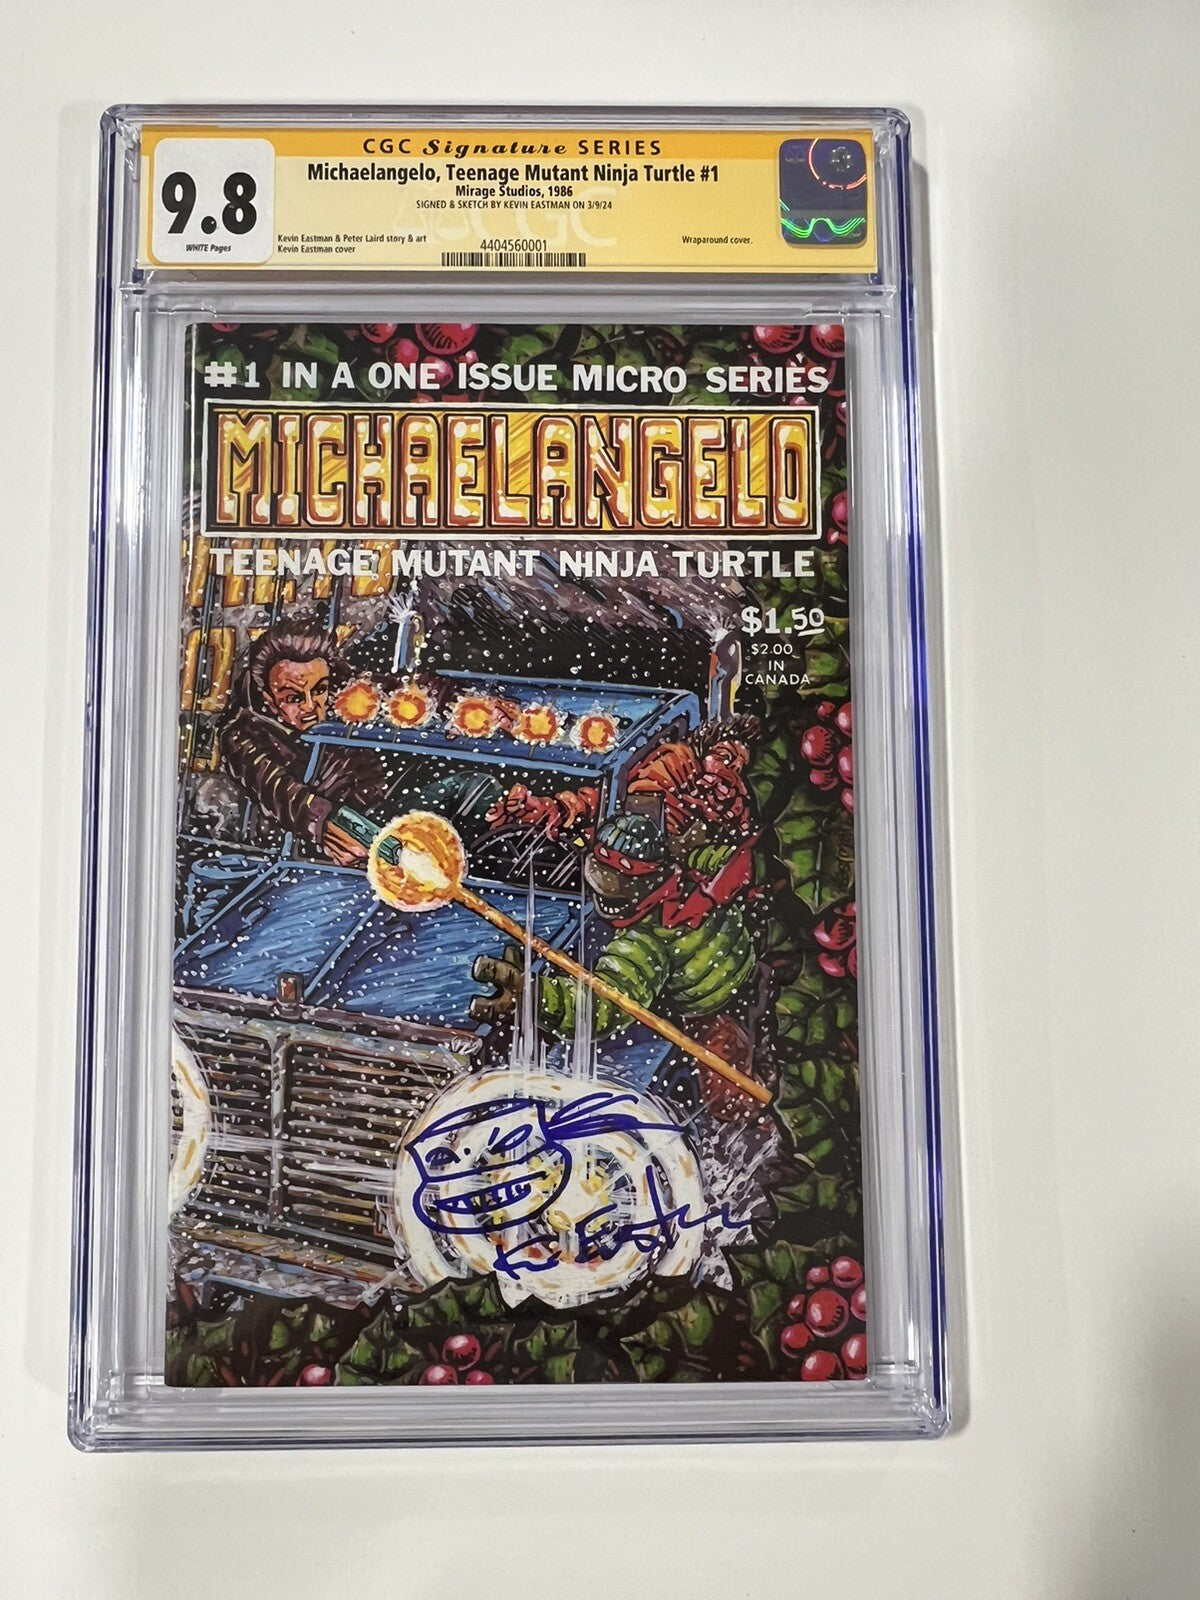 CGC Signature SERIES
Michaelangelo, Teenage Mutant Ninja Turtle #1
Mirage Studios, 1986
SIGNED & SKETCH BY KEVIN EASTMAN ON 3/9/24
9.8
WHITE Pages
Kevin Eastman & Peter Laird story & art
Kevin Eastman cover
4404560001
Wraparound cover.
CGC
#1 IN A ONE ISSUE MICRO SERIES
MICHAELANGELO
TEENAGE MUTANT NINJA TURTLE
$1.50
$2.00
IN
CANADA